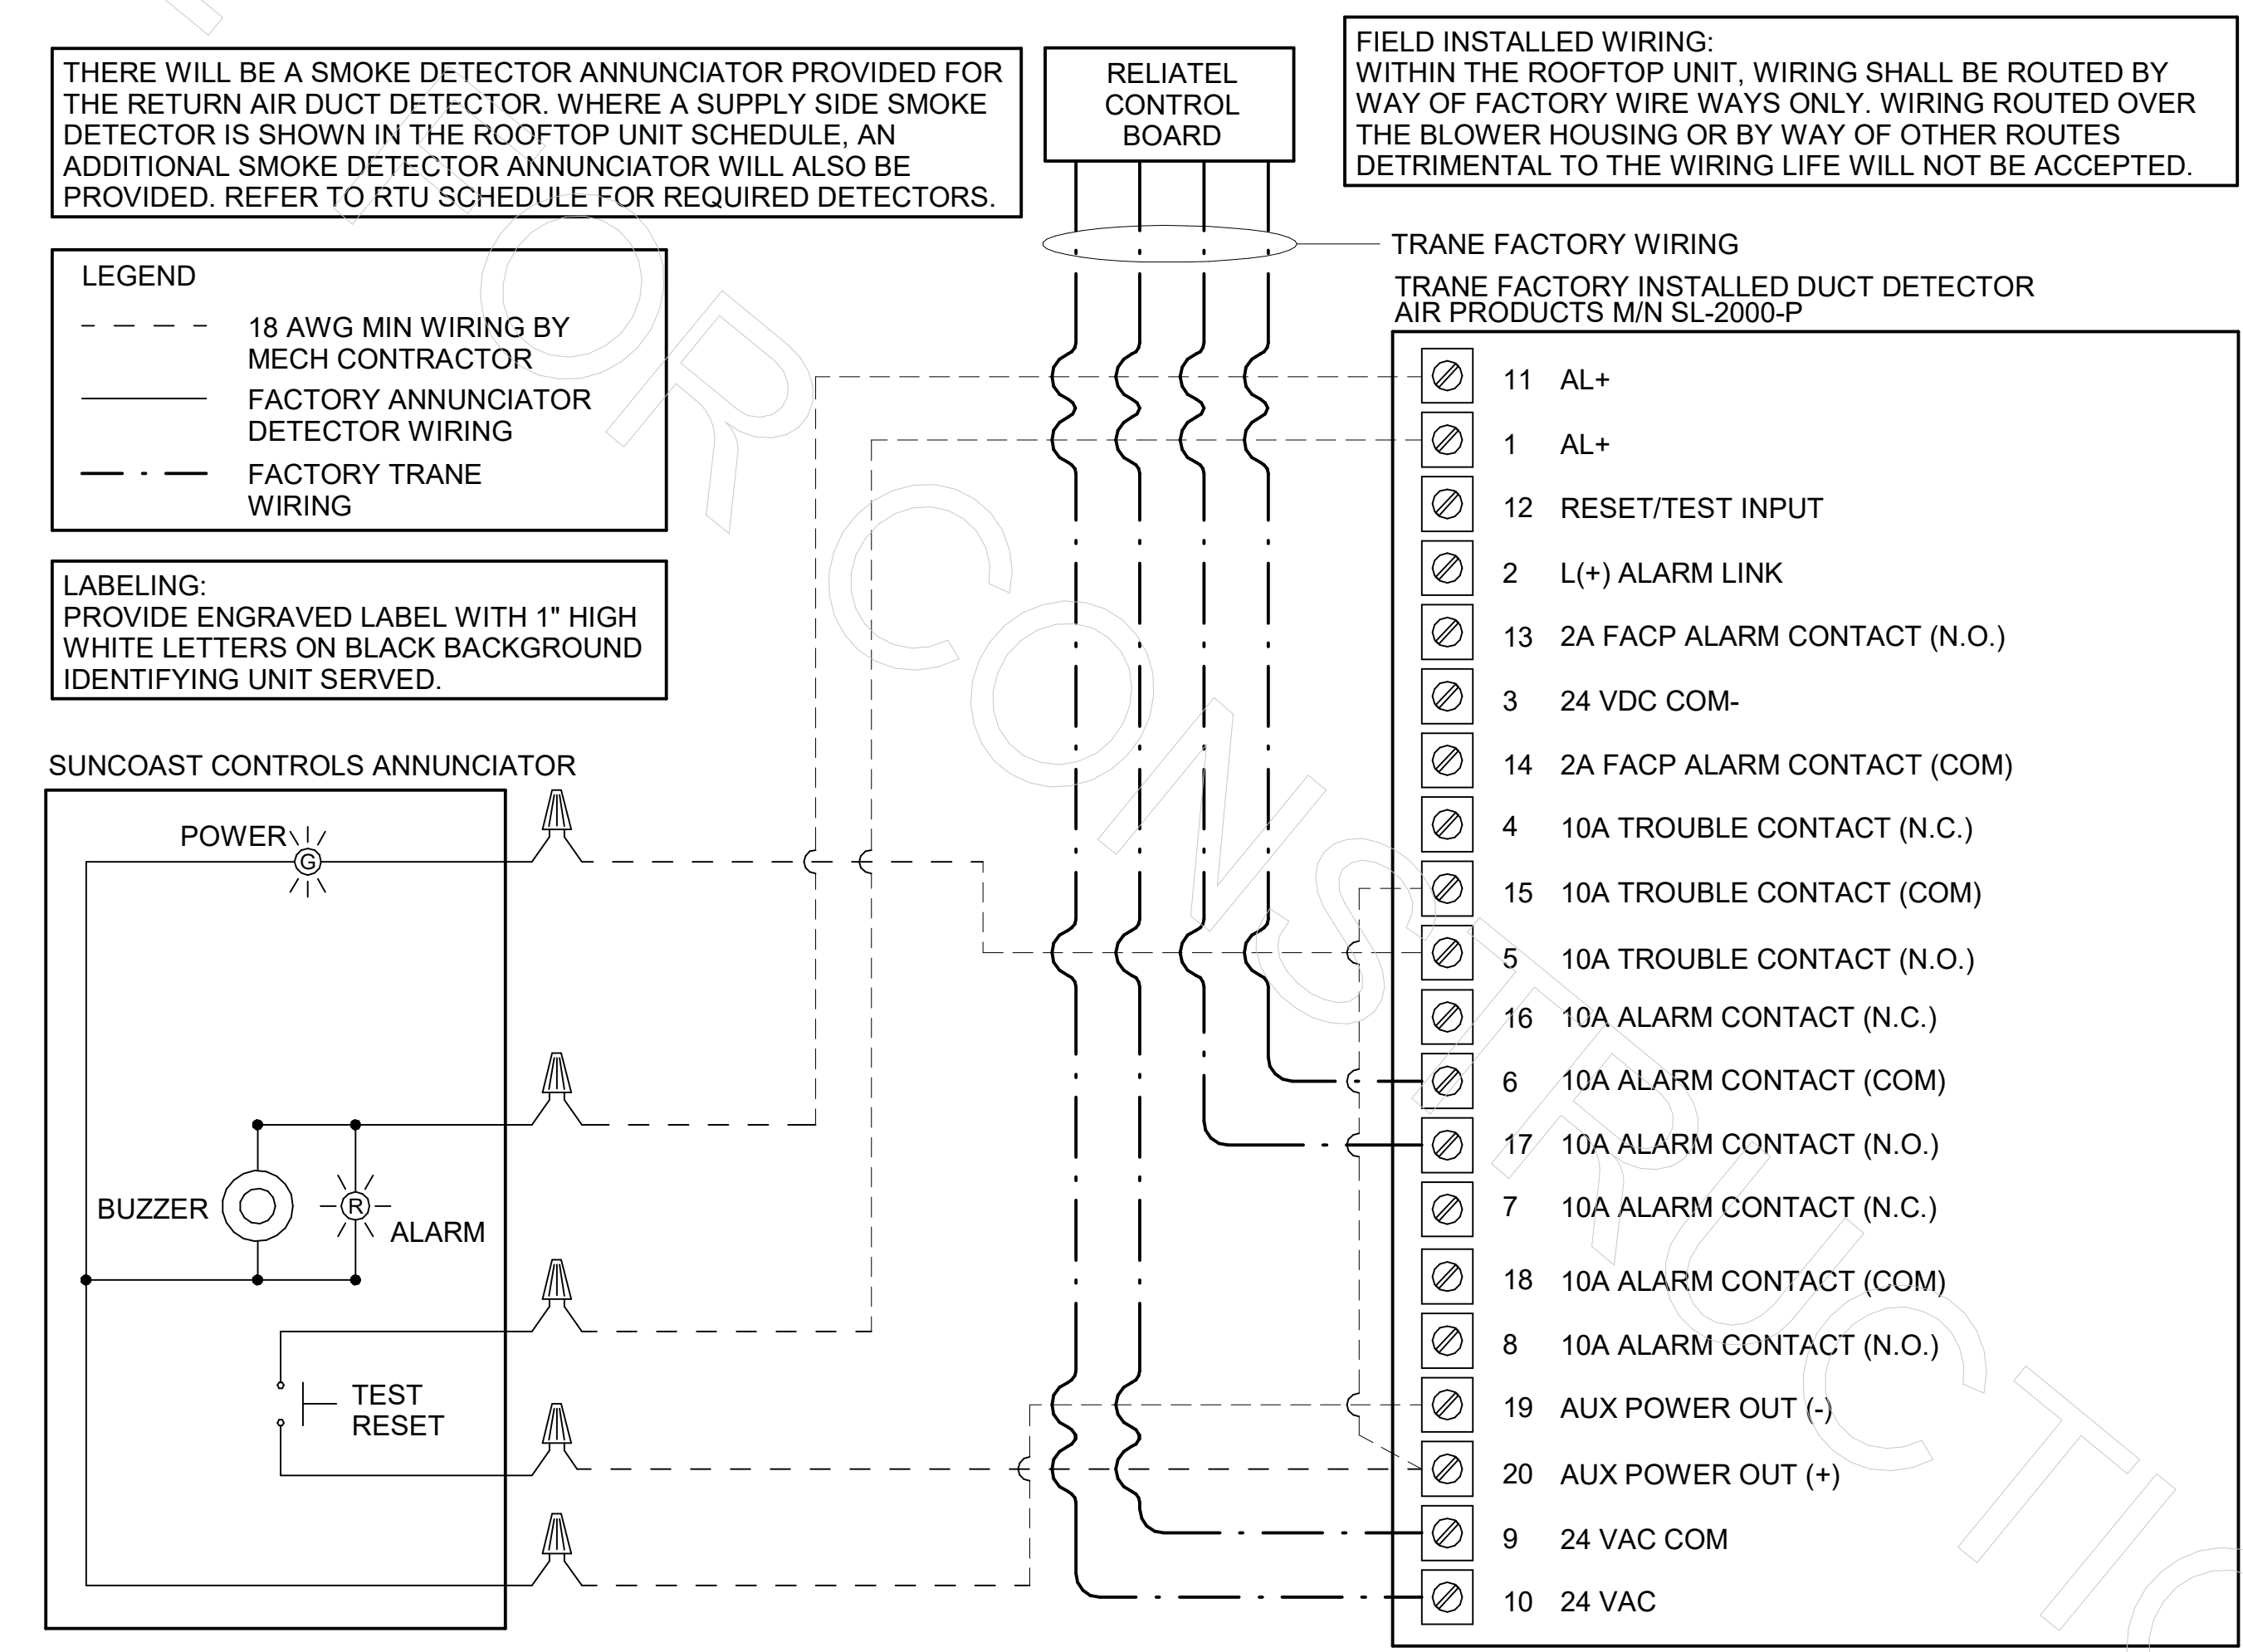 THERE WILL BE A SMOKE DETECTOR ANNUNCIATOR PROVIDED FOR
THE RETURN AIR DUCT DETECTOR. WHERE A SUPPLY SIDE SMOKE
DETECTOR IS SHOWN IN THE ROOFTOP UNIT SCHEDULE, AN
ADDITIONAL SMOKE DETECTOR ANNUNCIATOR WILL ALSO BE
PROVIDED. REFER TO RTU SCHEDULE FOR REQUIRED DETECTORS.
RELIATEL
CONTROL
BOARD
FIELD INSTALLED WIRING:
WITHIN THE ROOFTOP UNIT, WIRING SHALL BE ROUTED BY
WAY OF FACTORY WIRE WAYS ONLY. WIRING ROUTED OVER
THE BLOWER HOUSING OR BY WAY OF OTHER ROUTES
DETRIMENTAL TO THE WIRING LIFE WILL NOT BE ACCEPTED.
LEGEND
18 AWG MIN WIRING BY
MECH CONTRACTOR
FACTORY ANNUNCIATOR
DETECTOR WIRING
FACTORY TRANE
WIRING
LABELING:
PROVIDE ENGRAVED LABEL WITH 1" HIGH
WHITE LETTERS ON BLACK BACKGROUND
IDENTIFYING UNIT SERVED.
TRANE FACTORY WIRING
TRANE FACTORY INSTALLED DUCT DETECTOR
AIR PRODUCTS M/N SL-2000-P
11 AL+
1 AL+
12 RESET/TEST INPUT
2 L(+) ALARM LINK
13 2A FACP ALARM CONTACT (N.O.)
3 24 VDC COM-
14 2A FACP ALARM CONTACT (COM)
4 10A TROUBLE CONTACT (N.C.)
15 10A TROUBLE CONTACT (COM)
5 10A TROUBLE CONTACT (N.O.)
16 10A ALARM CONTACT (N.C.)
6 10A ALARM CONTACT (COM)
17 10A ALARM CONTACT (N.O.)
7 10A ALARM CONTACT (N.C.)
18 10A ALARM CONTACT (COM)
8 10A ALARM CONTACT (N.O.)
19 AUX POWER OUT (-)
20 AUX POWER OUT (+)
9 24 VAC COM
10 24 VAC
SUNCOAST CONTROLS ANNUNCIATOR
POWER
G
BUZZER
R
ALARM
TEST
RESET
FOR CONSTRUCTIO